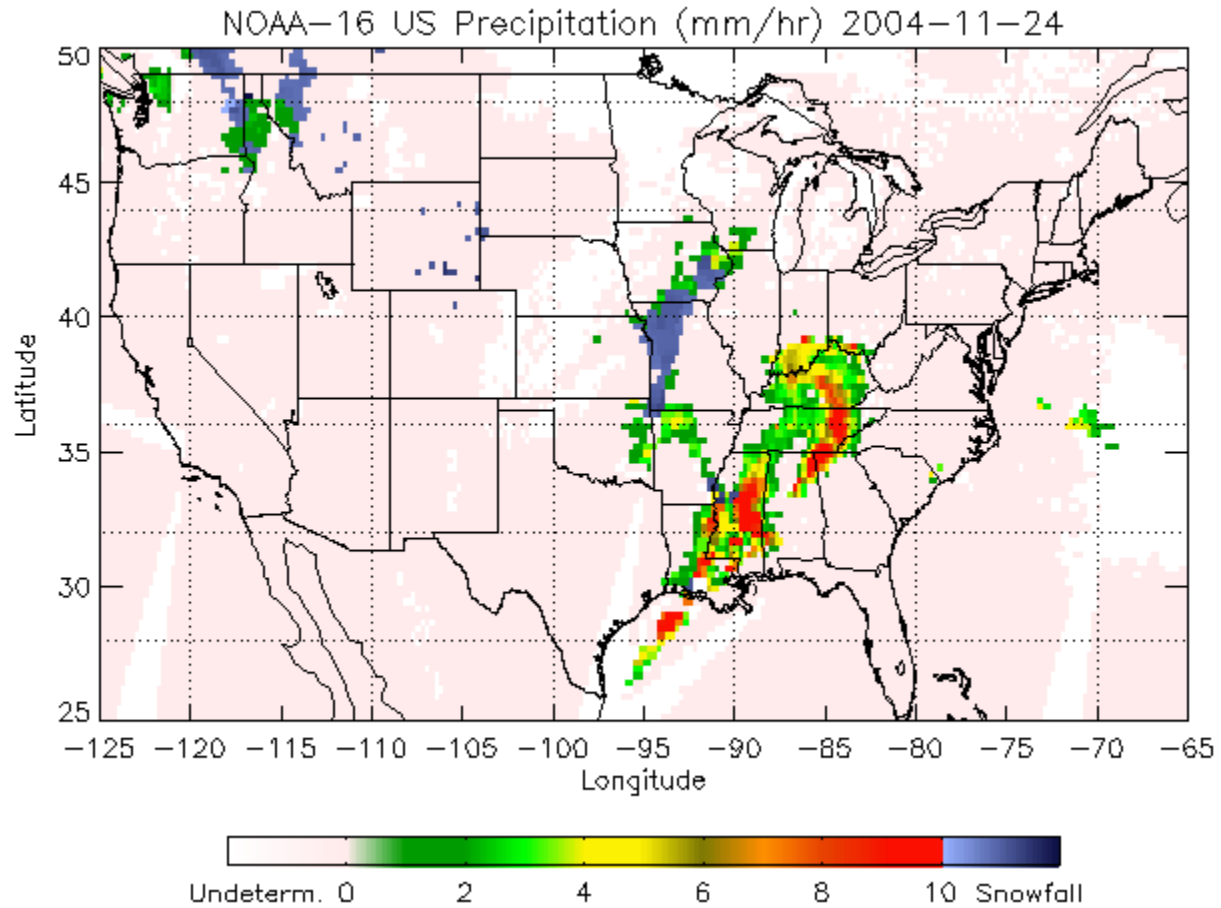 NOAA-16 US Precipitation (mm/hr) 2004-11-24
50
45
40
35
30
25
Latitude
-125 -120 -115 -110 -105 -100 -95 -90 -85 -80 -75 -70 -65
Longitude
Undeterm. 0 2 4 6 8 10 Snowfall